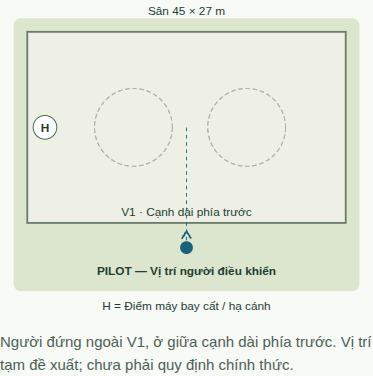 Sân 45 × 27 m
H
V1 · Cạnh dài phía trước
PILOT — Vị trí người điều khiển
H = Điểm máy bay cất / hạ cánh
Người đứng ngoài V1, ở giữa cạnh dài phía trước. Vị trí
tạm đề xuất; chưa phải quy định chính thức.